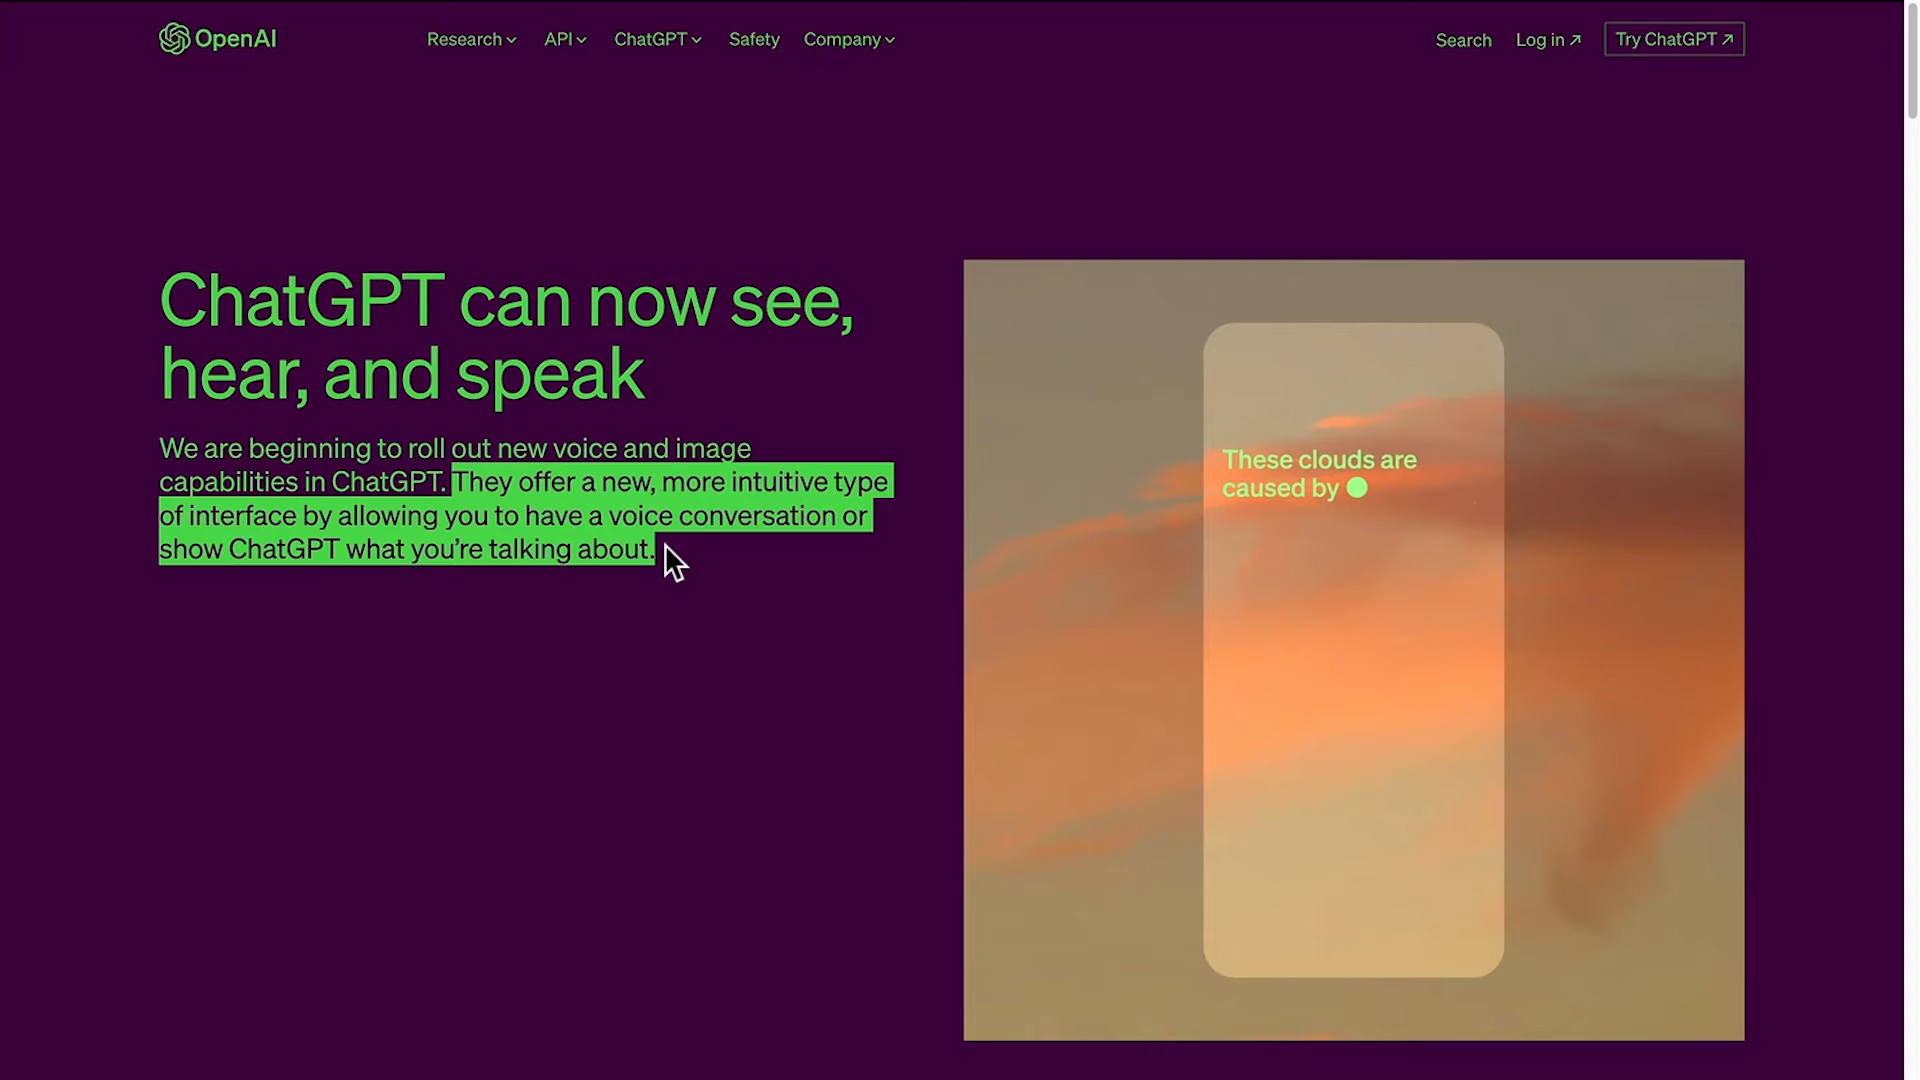 OpenAI
Research
API
ChatGPT
Safety
Company
Search
Log in ↗
Try ChatGPT ↗
ChatGPT can now see,
hear, and speak
We are beginning to roll out new voice and image
capabilities in ChatGPT. They offer a new, more intuitive type
of interface by allowing you to have a voice conversation or
show ChatGPT what you’re talking about.
These clouds are
caused by